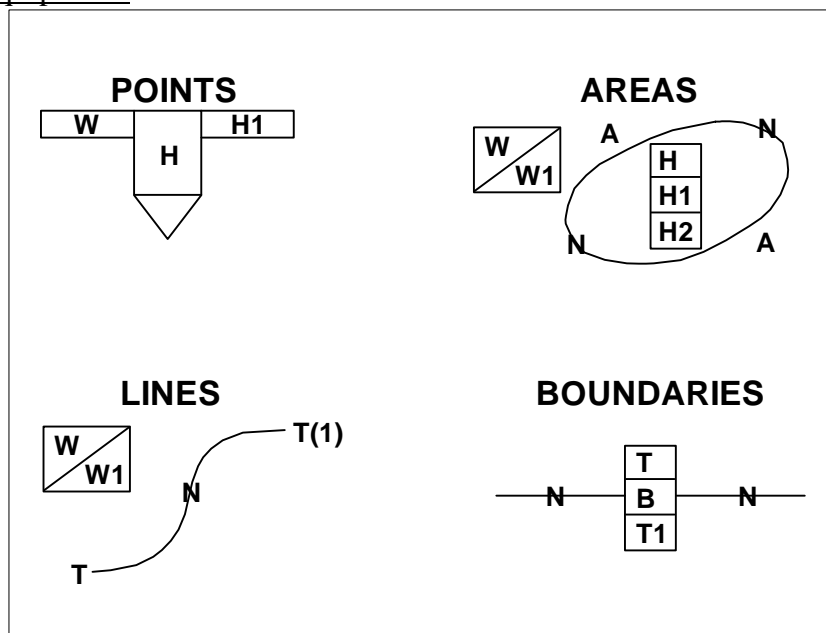 POINTS
W H1
H
AREAS
W
W1
A
N
H
H1
H2
N
A
LINES
W
W1
N
T(1)
T
BOUNDARIES
T
N B N
T1